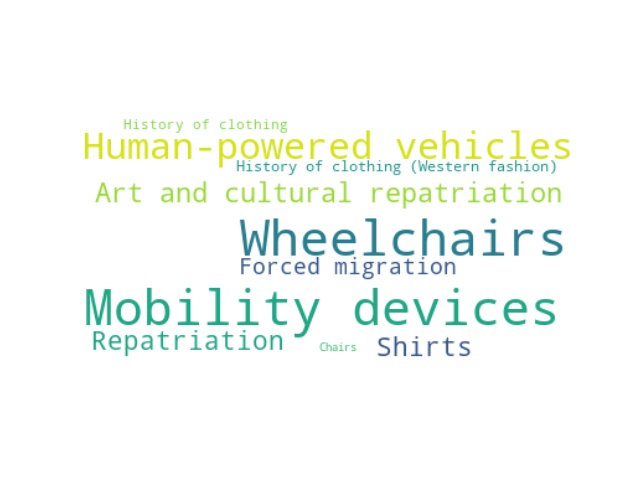 History of clothing
Human-powered vehicles
History of clothing (Western fashion)
Art and cultural repatriation
Wheelchairs
Forced migration
Mobility devices
Repatriation
Chairs
Shirts